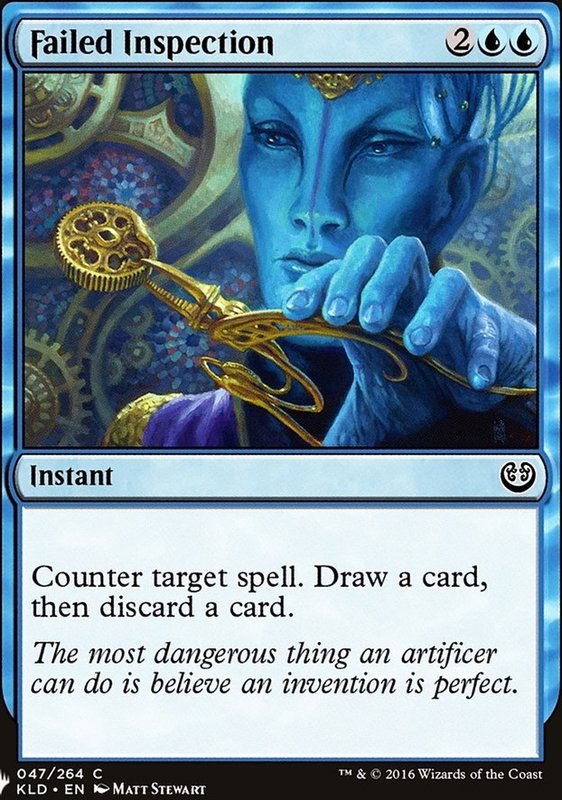 Failed Inspection 2
Instant
Counter target spell. Draw a card,
then discard a card.
The most dangerous thing an artificer
can do is believe an invention is perfect.
047/264 C
KLD • EN Matt Stewart
™ & © 2016 Wizards of the Coast